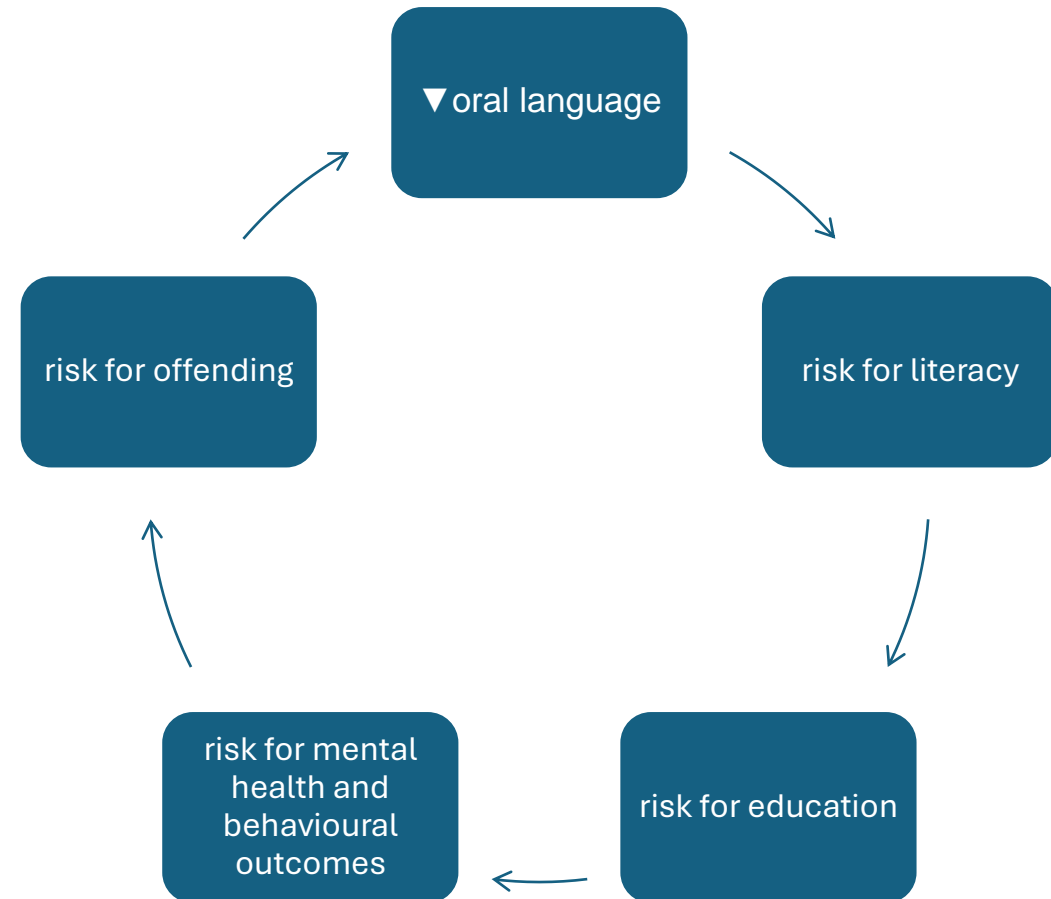 ▼oral language
risk for literacy
risk for education
risk for mental
health and
behavioural
outcomes
risk for offending